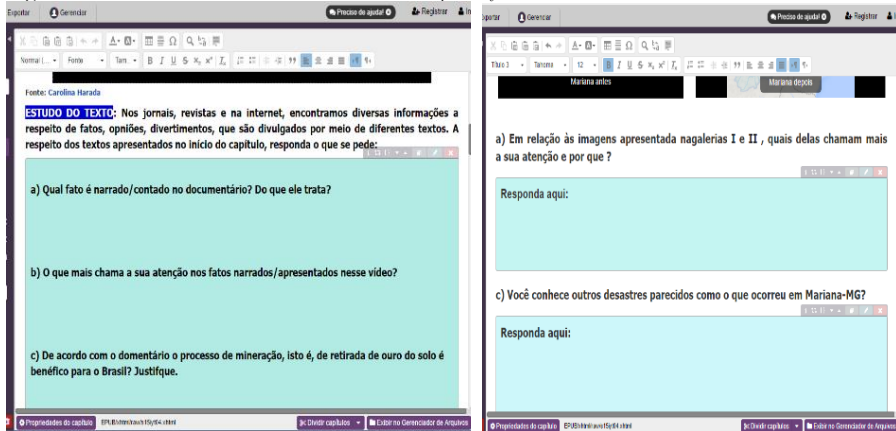 Exportar
Gerenciar
Preciso de ajuda!
Registrar
Normal (...
Fonte
Tam...
Fonte: Carolina Harada
ESTUDO DO TEXTO: Nos jornais, revistas e na internet, encontramos diversas informações a
respeito de fatos, opniões, divertimentos, que são divulgados por meio de diferentes textos. A
respeito dos textos apresentados no início do capítulo, responda o que se pede:
a) Qual fato é narrado/contado no documentário? Do que ele trata?
b) O que mais chama a sua atenção nos fatos narrados/apresentados nesse vídeo?
c) De acordo com o domentário o processo de mineração, isto é, de retirada de ouro do solo é
benéfico para o Brasil? Justifque.
Propriedades do capítulo
Dividir capítulos
Exibir no Gerenciador de Arquivos
Gerenciar
Preciso de ajuda!
Registrar
Título 3
Tahoma
12
Mariana antes
Mariana depois
a) Em relação às imagens apresentada nagalerias I e II , quais delas chamam mais
a sua atenção e por que ?
Responda aqui:
c) Você conhece outros desastres parecidos como o que ocorreu em Mariana-MG?
Responda aqui:
Propriedades do capítulo
Dividir capítulos
Exibir no Gerenciador de Arquivos